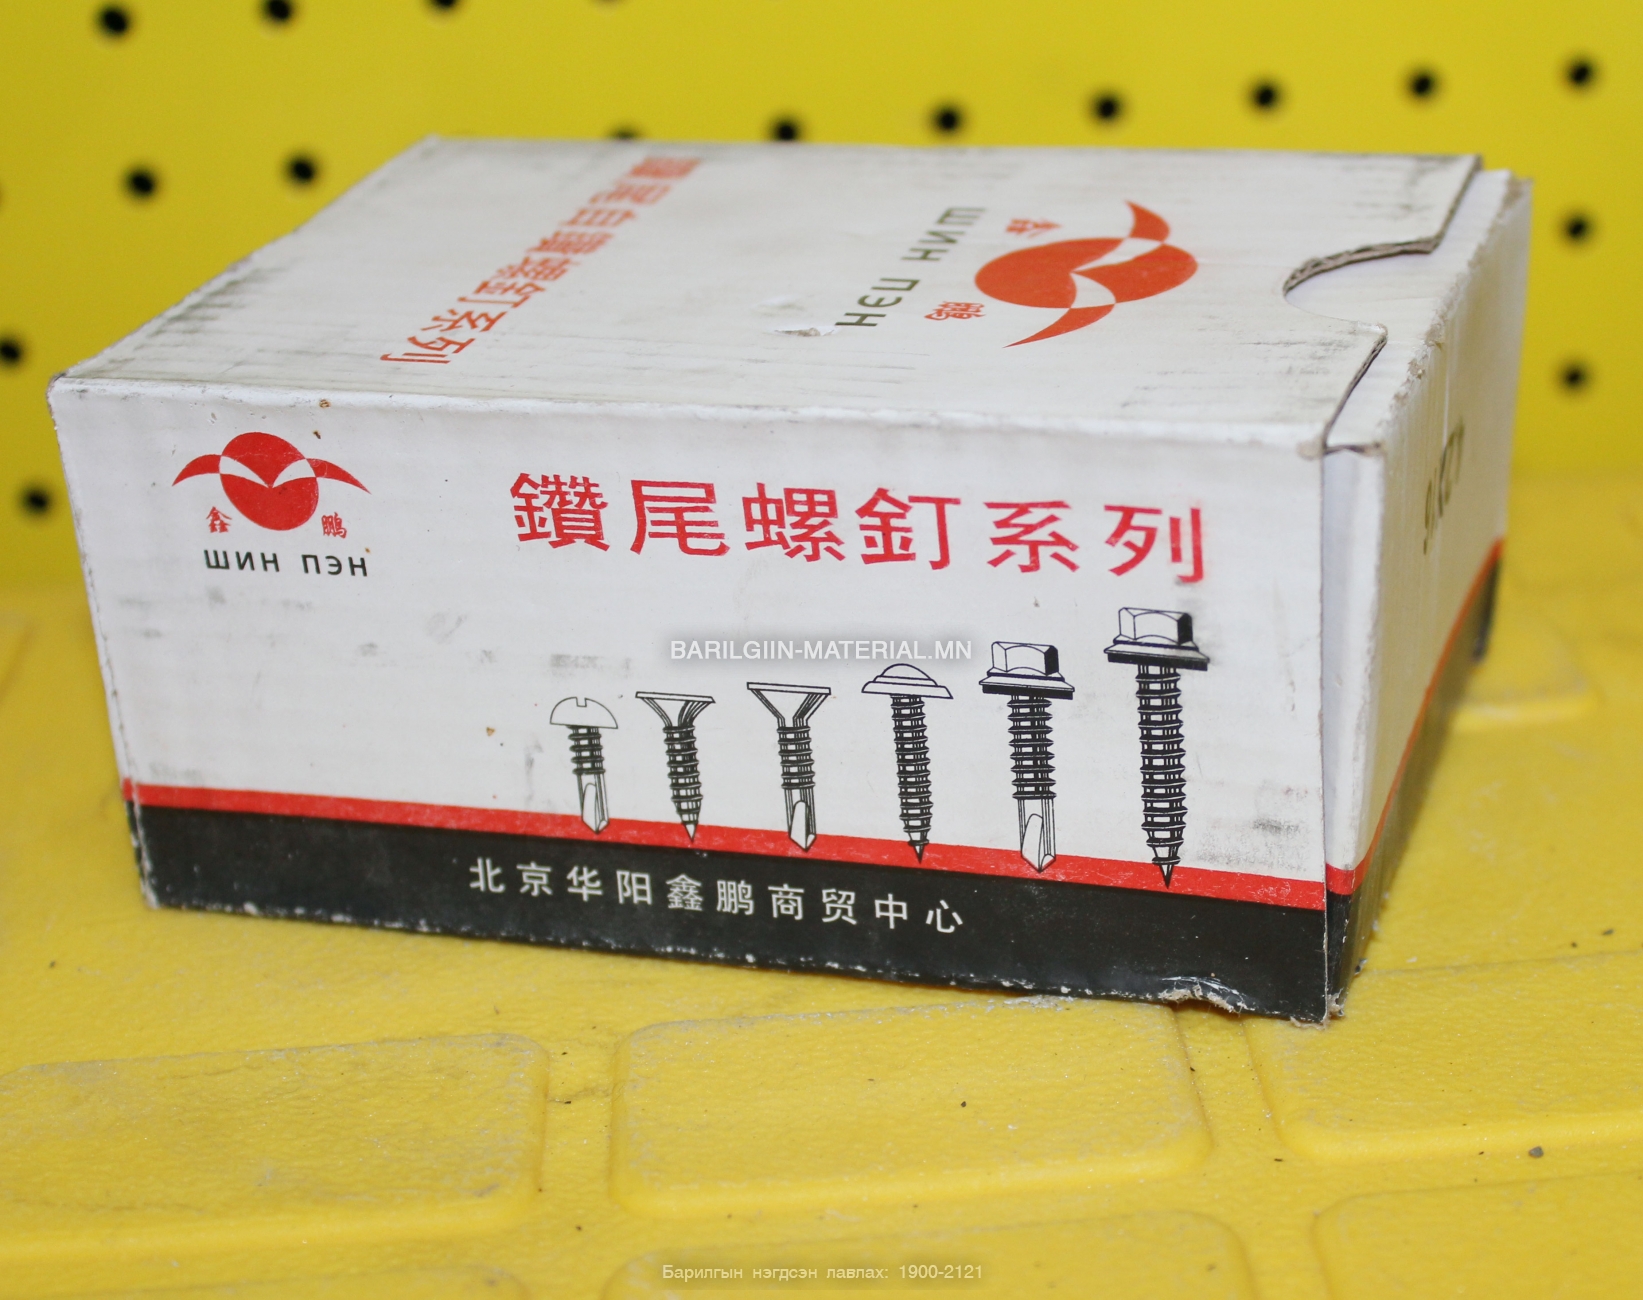 鑽尾自鑽螺釘系列
ШИН ПЭН
鑫
鹏
鑫 鹏
ШИН ПЭН
鑽尾螺釘系列
BARILGIIN-MATERIAL.MN
北京华阳鑫鹏商贸中心
Барилгын нэгдсэн лавлах: 1900-2121